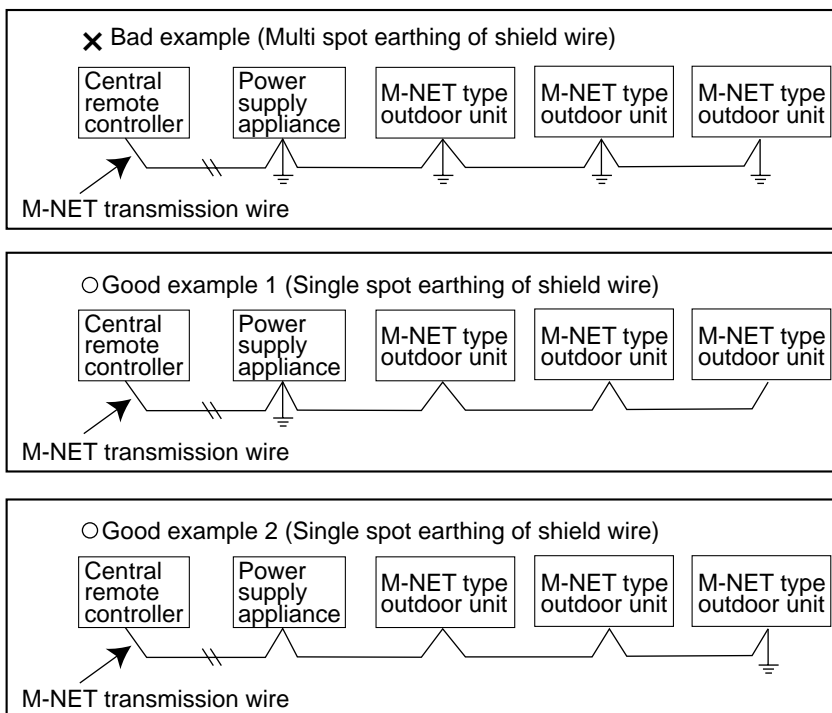 ✕ Bad example (Multi spot earthing of shield wire)
Central
remote
controller
Power
supply
appliance
M-NET type
outdoor unit
M-NET type
outdoor unit
M-NET type
outdoor unit
M-NET transmission wire
○Good example 1 (Single spot earthing of shield wire)
Central
remote
controller
Power
supply
appliance
M-NET type
outdoor unit
M-NET type
outdoor unit
M-NET type
outdoor unit
M-NET transmission wire
○Good example 2 (Single spot earthing of shield wire)
Central
remote
controller
Power
supply
appliance
M-NET type
outdoor unit
M-NET type
outdoor unit
M-NET type
outdoor unit
M-NET transmission wire